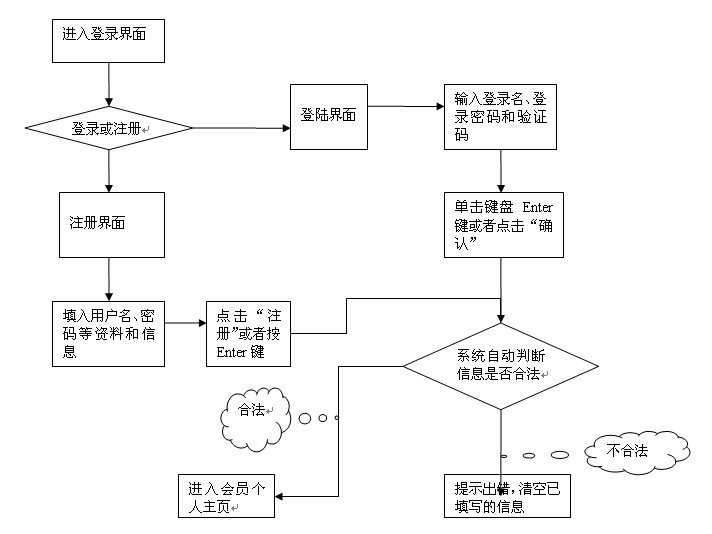 进入登录界面
登录或注册
登陆界面
输入登录名、登
录密码和验证
码
注册界面
单击键盘 Enter
键或者点击“确
认”
填入用户名、密
码等资料和信
息
点击“注
册”或者按
Enter 键
系统自动判断
信息是否合法
合法
不合法
进入会员个
人主页
提示出错，清空已
填写的信息